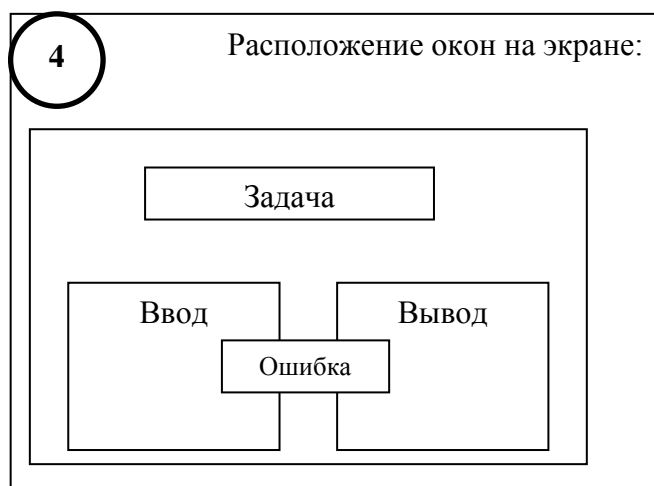 4
Расположение окон на экране:
Задача
Ввод
Вывод
Ошибка